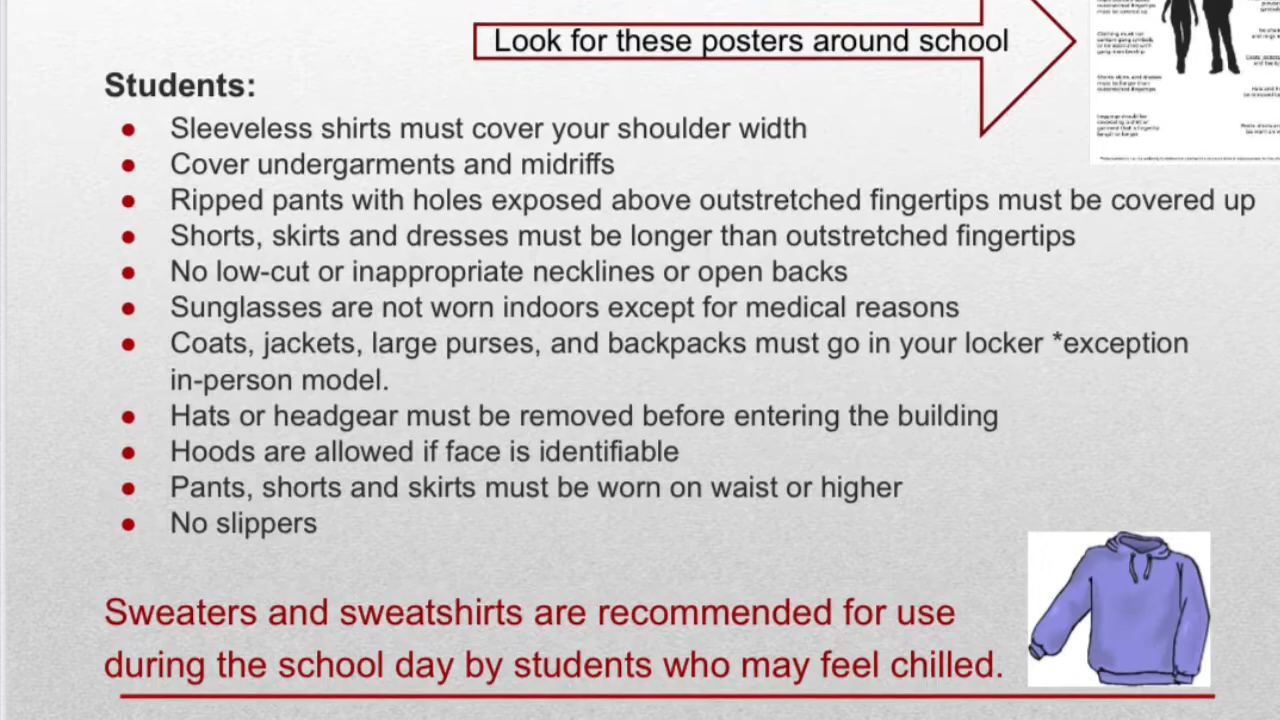 Look for these posters around school
Students:
● Sleeveless shirts must cover your shoulder width
● Cover undergarments and midriffs
● Ripped pants with holes exposed above outstretched fingertips must be covered up
● Shorts, skirts and dresses must be longer than outstretched fingertips
● No low-cut or inappropriate necklines or open backs
● Sunglasses are not worn indoors except for medical reasons
● Coats, jackets, large purses, and backpacks must go in your locker *exception
in-person model.
● Hats or headgear must be removed before entering the building
● Hoods are allowed if face is identifiable
● Pants, shorts and skirts must be worn on waist or higher
● No slippers
Sweaters and sweatshirts are recommended for use
during the school day by students who may feel chilled.